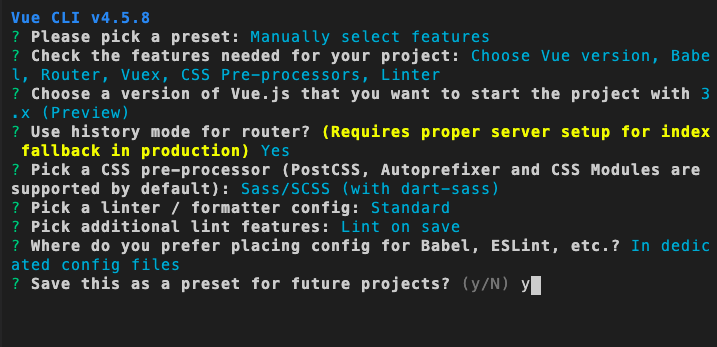 Vue CLI v4.5.8
? Please pick a preset: Manually select features
? Check the features needed for your project: Choose Vue version, Babe
l, Router, Vuex, CSS Pre-processors, Linter
? Choose a version of Vue.js that you want to start the project with 3
.x (Preview)
? Use history mode for router? (Requires proper server setup for index
 fallback in production) Yes
? Pick a CSS pre-processor (PostCSS, Autoprefixer and CSS Modules are
supported by default): Sass/SCSS (with dart-sass)
? Pick a linter / formatter config: Standard
? Pick additional lint features: Lint on save
? Where do you prefer placing config for Babel, ESLint, etc.? In dedic
ated config files
? Save this as a preset for future projects? (y/N) y